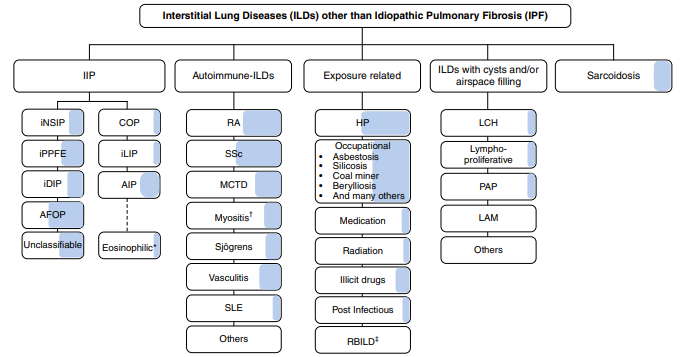 Interstitial Lung Diseases (ILDs) other than Idiopathic Pulmonary Fibrosis (IPF)
IIP
Autoimmune-ILDs
Exposure related
ILDs with cysts and/or
airspace filling
Sarcoidosis
iNSIP
iPPFE
iDIP
AFOP
Unclassifiable
COP
iLIP
AIP
Eosinophilic*
RA
SSc
MCTD
Myositis†
Sjögrens
Vasculitis
SLE
Others
HP
Occupational
• Asbestosis
• Silicosis
• Coal miner
• Berylliosis
• And many others
Medication
Radiation
Illicit drugs
Post Infectious
RBILD‡
LCH
Lympho-
proliferative
PAP
LAM
Others